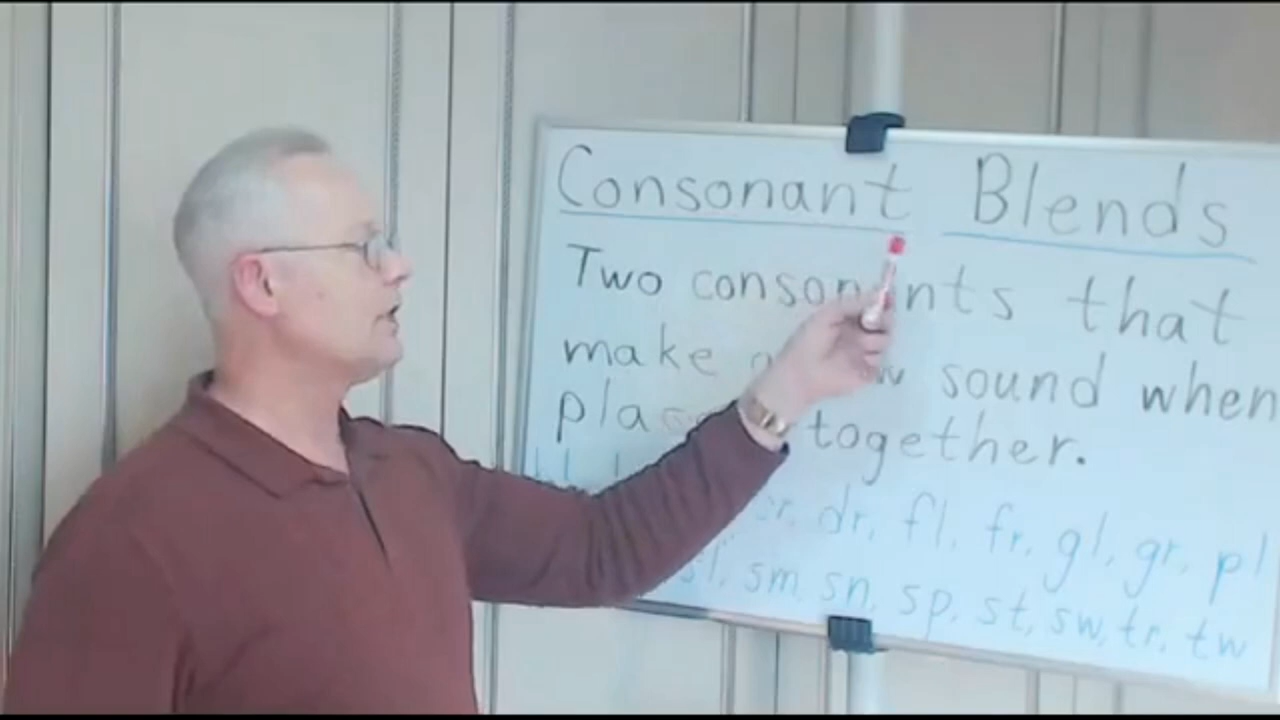 Consonant Blends
Two consonants that
make sound when
together.
dr, fl, fr, gl, gr, pl
sl, sm, sn, sp, st, sw, tr, tw